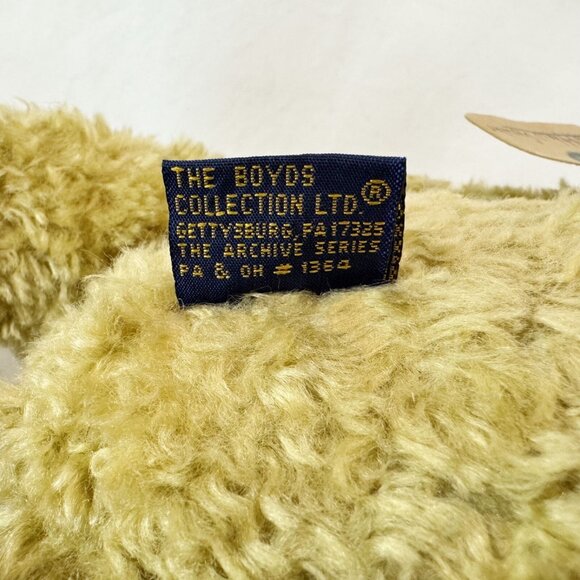 THE BOYDS
COLLECTION LTD.®
GETTYSBURG, PA 17325
THE ARCHIVE SERIES
PA & OH # 1364